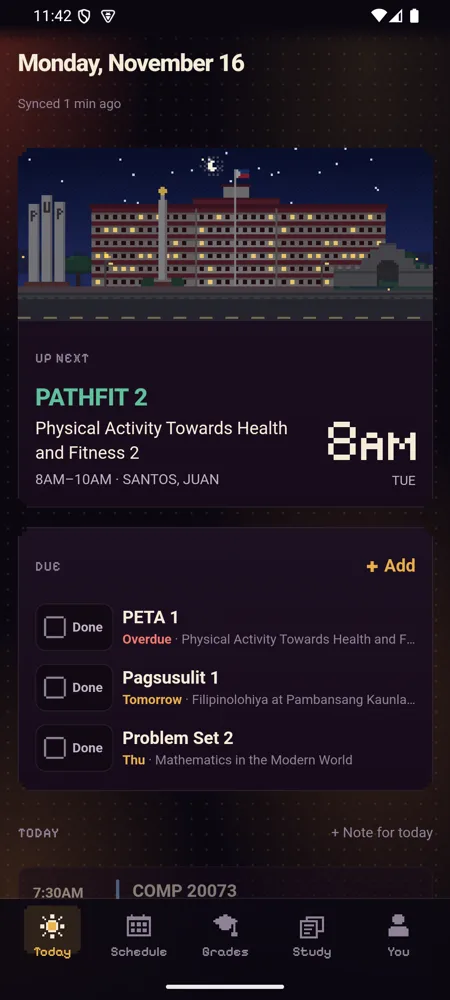 11:42
Monday, November 16
Synced 1 min ago
PUP
UP NEXT
PATHFIT 2
Physical Activity Towards Health
and Fitness 2
8AM–10AM · SANTOS, JUAN
8AM
TUE
DUE
+ Add
Done
PETA 1
Overdue · Physical Activity Towards Health and F...
Done
Pagsusulit 1
Tomorrow · Filipinolohiya at Pambansang Kaunla...
Done
Problem Set 2
Thu · Mathematics in the Modern World
TODAY
+ Note for today
7:30AM
COMP 20073
Today
Schedule
Grades
Study
You